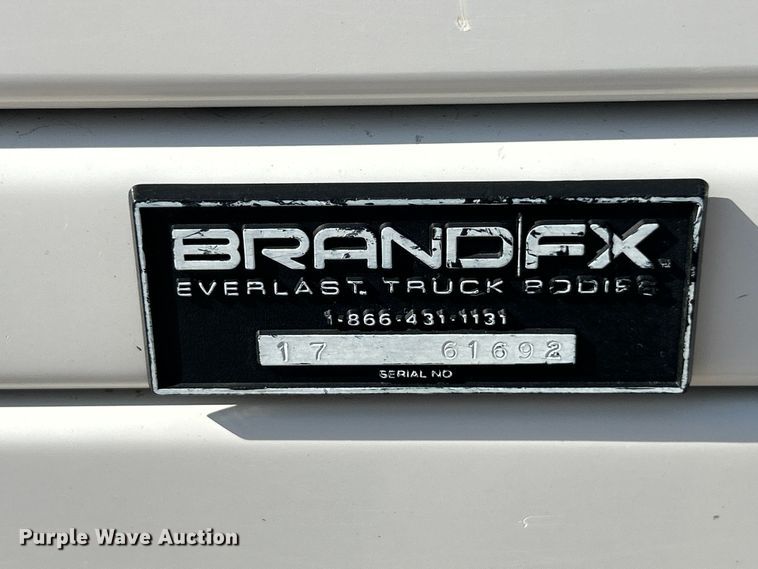 BRAND|FX.
EVERLAST TRUCK BODIES
1-866-431-1131
17 61692
SERIAL NO
Purple Wave Auction